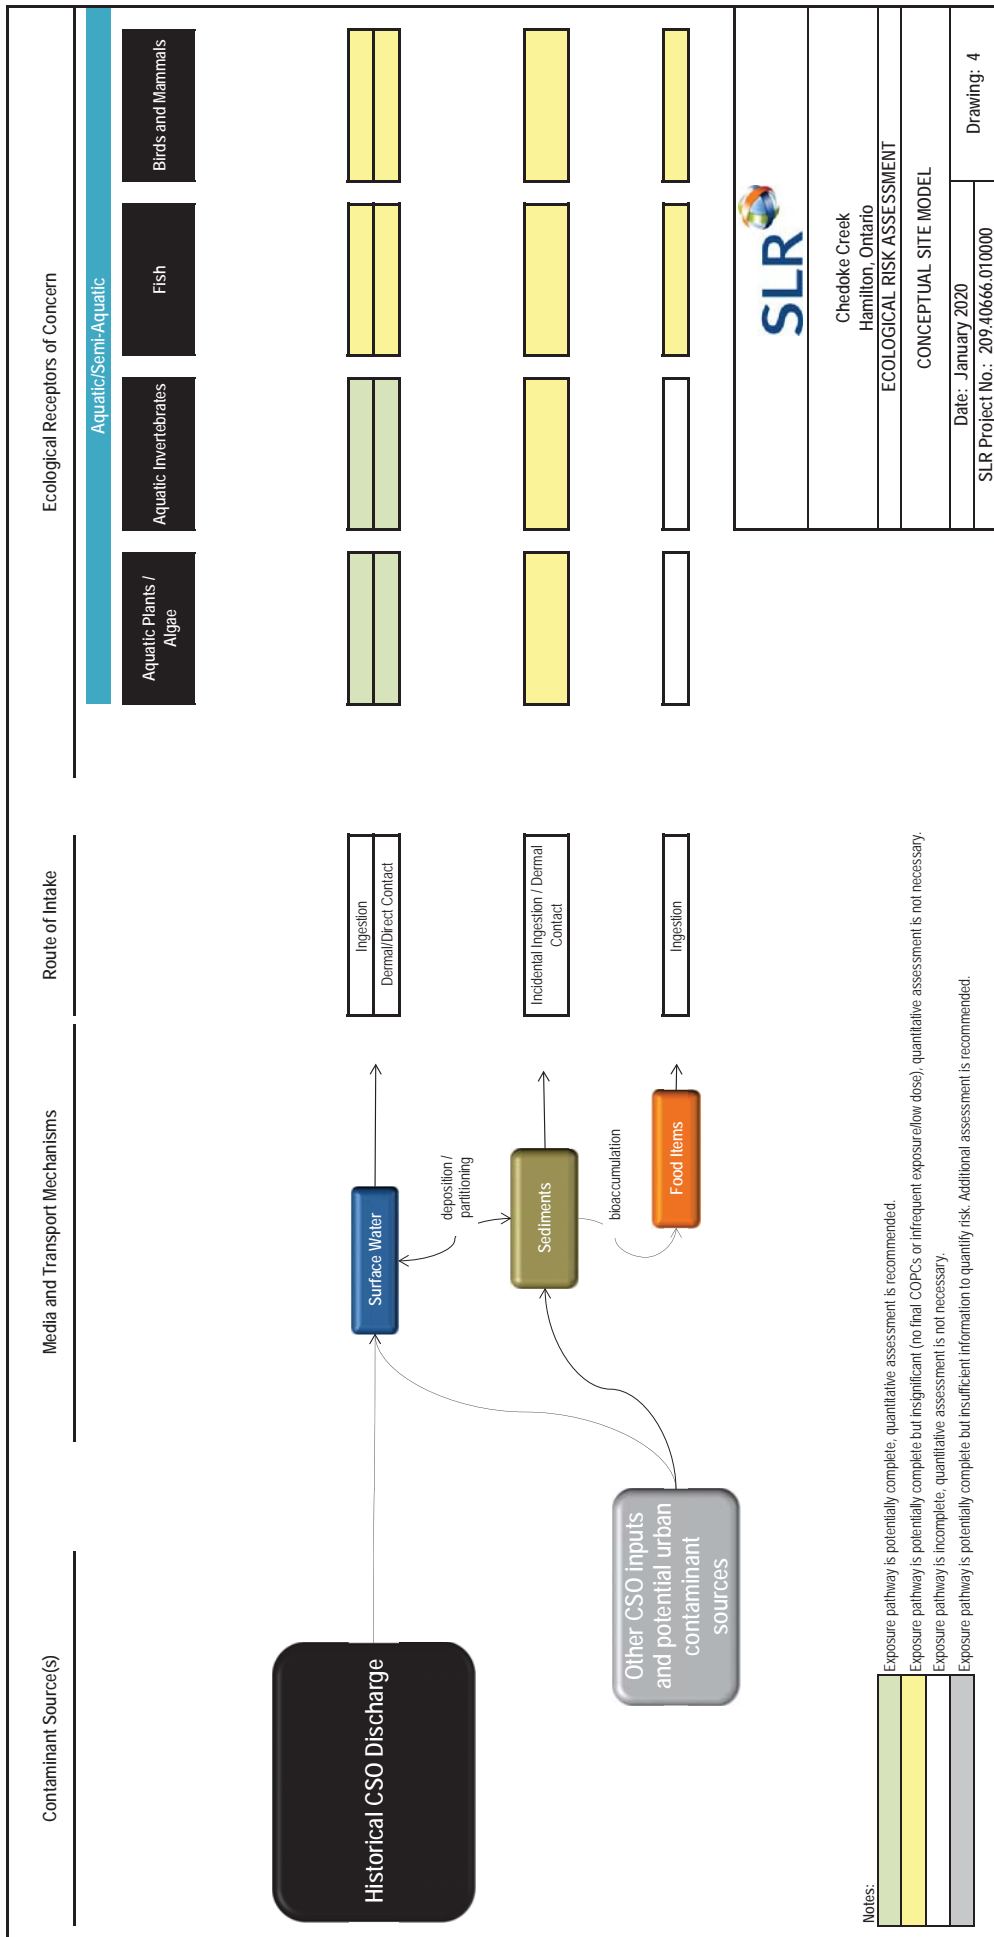 Contaminant Source(s)
Media and Transport Mechanisms
Route of Intake
Ecological Receptors of Concern
Aquatic/Semi-Aquatic
Aquatic Plants /
Algae
Aquatic Invertebrates
Fish
Birds and Mammals
Historical CSO Discharge
Surface Water
Ingestion
Dermal/Direct Contact
deposition /
partitioning
Sediments
Incidental Ingestion / Dermal
Contact
bioaccumulation
Other CSO inputs
and potential urban
contaminant
sources
Food Items
Ingestion
Notes:
Exposure pathway is potentially complete, quantitative assessment is recommended.
Exposure pathway is potentially complete but insignificant (no final COPCs or infrequent exposure/low dose), quantitative assessment is not necessary.
Exposure pathway is incomplete, quantitative assessment is not necessary.
Exposure pathway is potentially complete but insufficient information to quantify risk. Additional assessment is recommended.
SLR
Chedoke Creek
Hamilton, Ontario
ECOLOGICAL RISK ASSESSMENT
CONCEPTUAL SITE MODEL
Date: January 2020
Drawing: 4
SLR Project No.: 209.40666.010000